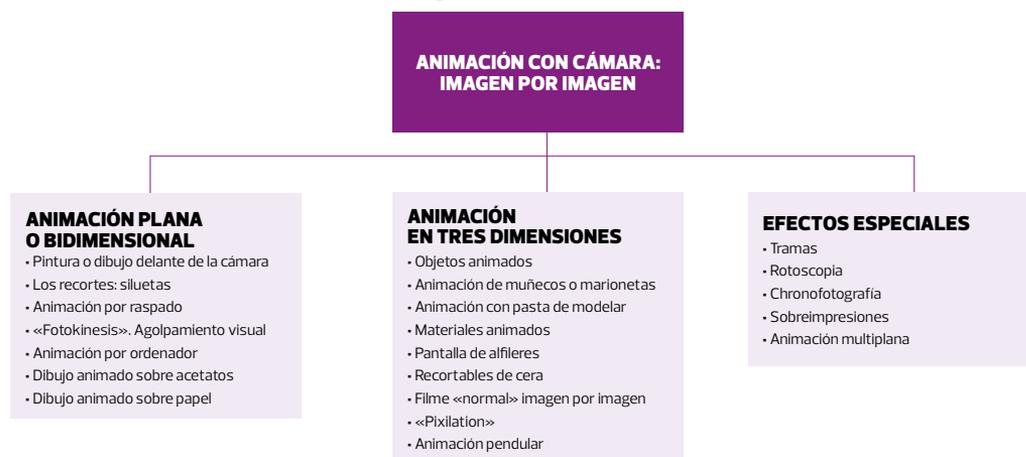 ANIMACIÓN CON CÁMARA:
IMAGEN POR IMAGEN
ANIMACIÓN PLANA
O BIDIMENSIONAL
• Pintura o dibujo delante de la cámara
• Los recortes: siluetas
• Animación por raspado
• «Fotokinesis». Agolpamiento visual
• Animación por ordenador
• Dibujo animado sobre acetatos
• Dibujo animado sobre papel
ANIMACIÓN
EN TRES DIMENSIONES
• Objetos animados
• Animación de muñecos o marionetas
• Animación con pasta de modelar
• Materiales animados
• Pantalla de alfileres
• Recortables de cera
• Filme «normal» imagen por imagen
• «Pixilation»
• Animación pendular
EFECTOS ESPECIALES
• Tramas
• Rotoscopia
• Chronofotografía
• Sobreimpresiones
• Animación multiplana